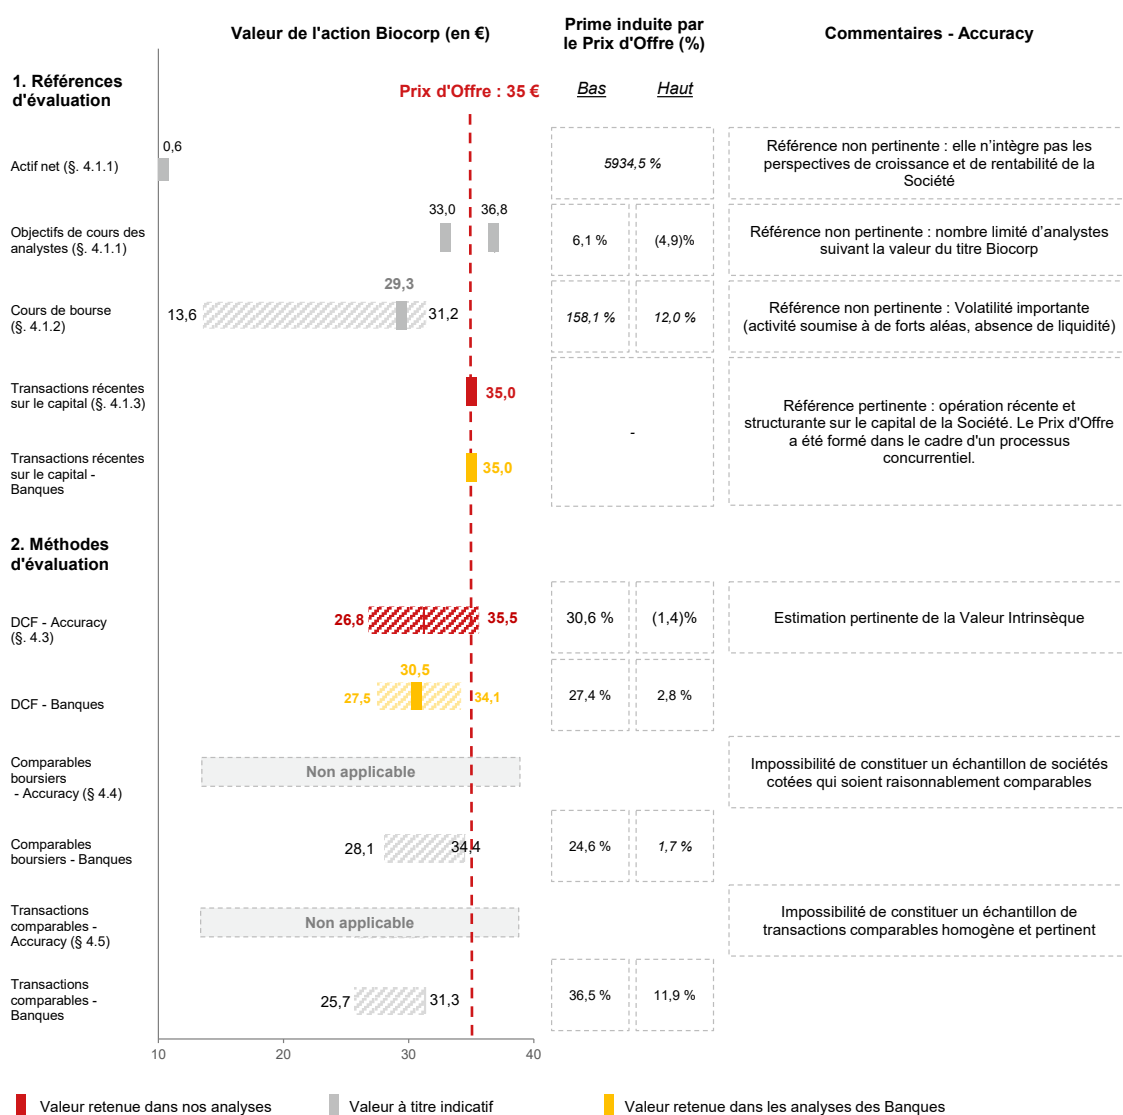 Valeur de l'action Biocorp (en €)
Prime induite par
le Prix d'Offre (%)
Commentaires - Accuracy
1. Références
d'évaluation
Prix d'Offre : 35 €
Bas
Haut
Actif net (§. 4.1.1)
0,6
5934,5 %
Référence non pertinente : elle n’intègre pas les
perspectives de croissance et de rentabilité de la
Société
Objectifs de cours des
analystes (§. 4.1.1)
33,0
36,8
6,1 %
(4,9)%
Référence non pertinente : nombre limité d’analystes
suivant la valeur du titre Biocorp
Cours de bourse
(§. 4.1.2)
13,6
29,3
31,2
158,1 %
12,0 %
Référence non pertinente : Volatilité importante
(activité soumise à de forts aléas, absence de liquidité)
Transactions récentes
sur le capital (§. 4.1.3)
35,0
Transactions récentes
sur le capital -
Banques
35,0
-
Référence pertinente : opération récente et
structurante sur le capital de la Société. Le Prix d'Offre
a été formé dans le cadre d'un processus
concurrentiel.
2. Méthodes
d'évaluation
DCF - Accuracy
(§. 4.3)
26,8
35,5
30,6 %
(1,4)%
Estimation pertinente de la Valeur Intrinsèque
DCF - Banques
27,5
30,5
34,1
27,4 %
2,8 %
Comparables
boursiers
- Accuracy (§ 4.4)
Non applicable
Impossibilité de constituer un échantillon de sociétés
cotées qui soient raisonnablement comparables
Comparables
boursiers - Banques
28,1
34,4
24,6 %
1,7 %
Transactions
comparables -
Accuracy (§ 4.5)
Non applicable
Impossibilité de constituer un échantillon de
transactions comparables homogène et pertinent
Transactions
comparables -
Banques
25,7
31,3
36,5 %
11,9 %
10
20
30
40
Valeur retenue dans nos analyses
Valeur à titre indicatif
Valeur retenue dans les analyses des Banques